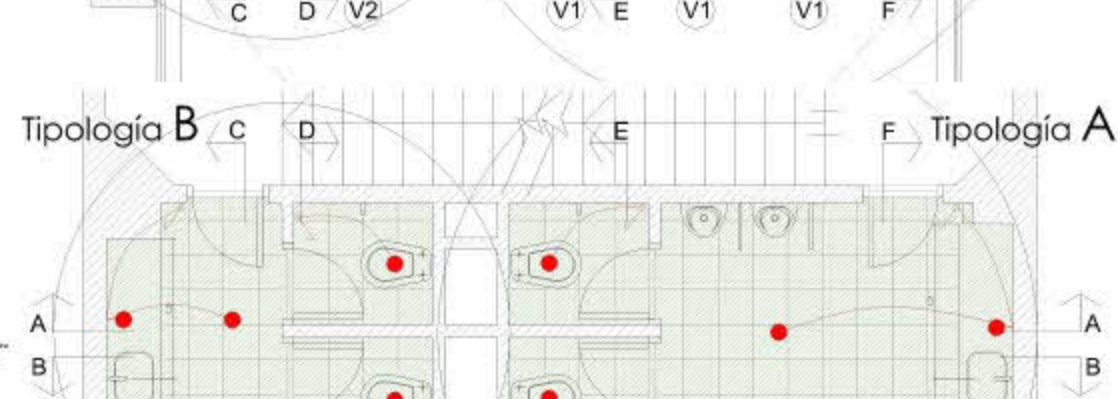 C D V2 V1 E V1 V1 F
Tipología B C D E F Tipología A
A A
B B